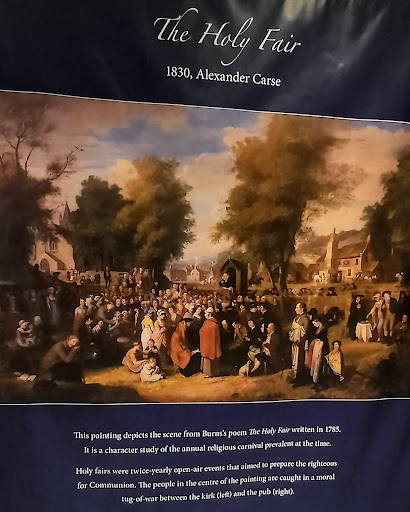 The Holy Fair
1830, Alexander Carse
This painting depicts the scene from Burns's poem The Holy Fair written in 1785.
It is a character study of the annual religious carnival prevalent at the time.
Holy fairs were twice-yearly open-air events that aimed to prepare the righteous
for Communion. The people in the centre of the painting are caught in a moral
tug-of-war between the kirk (left) and the pub (right).